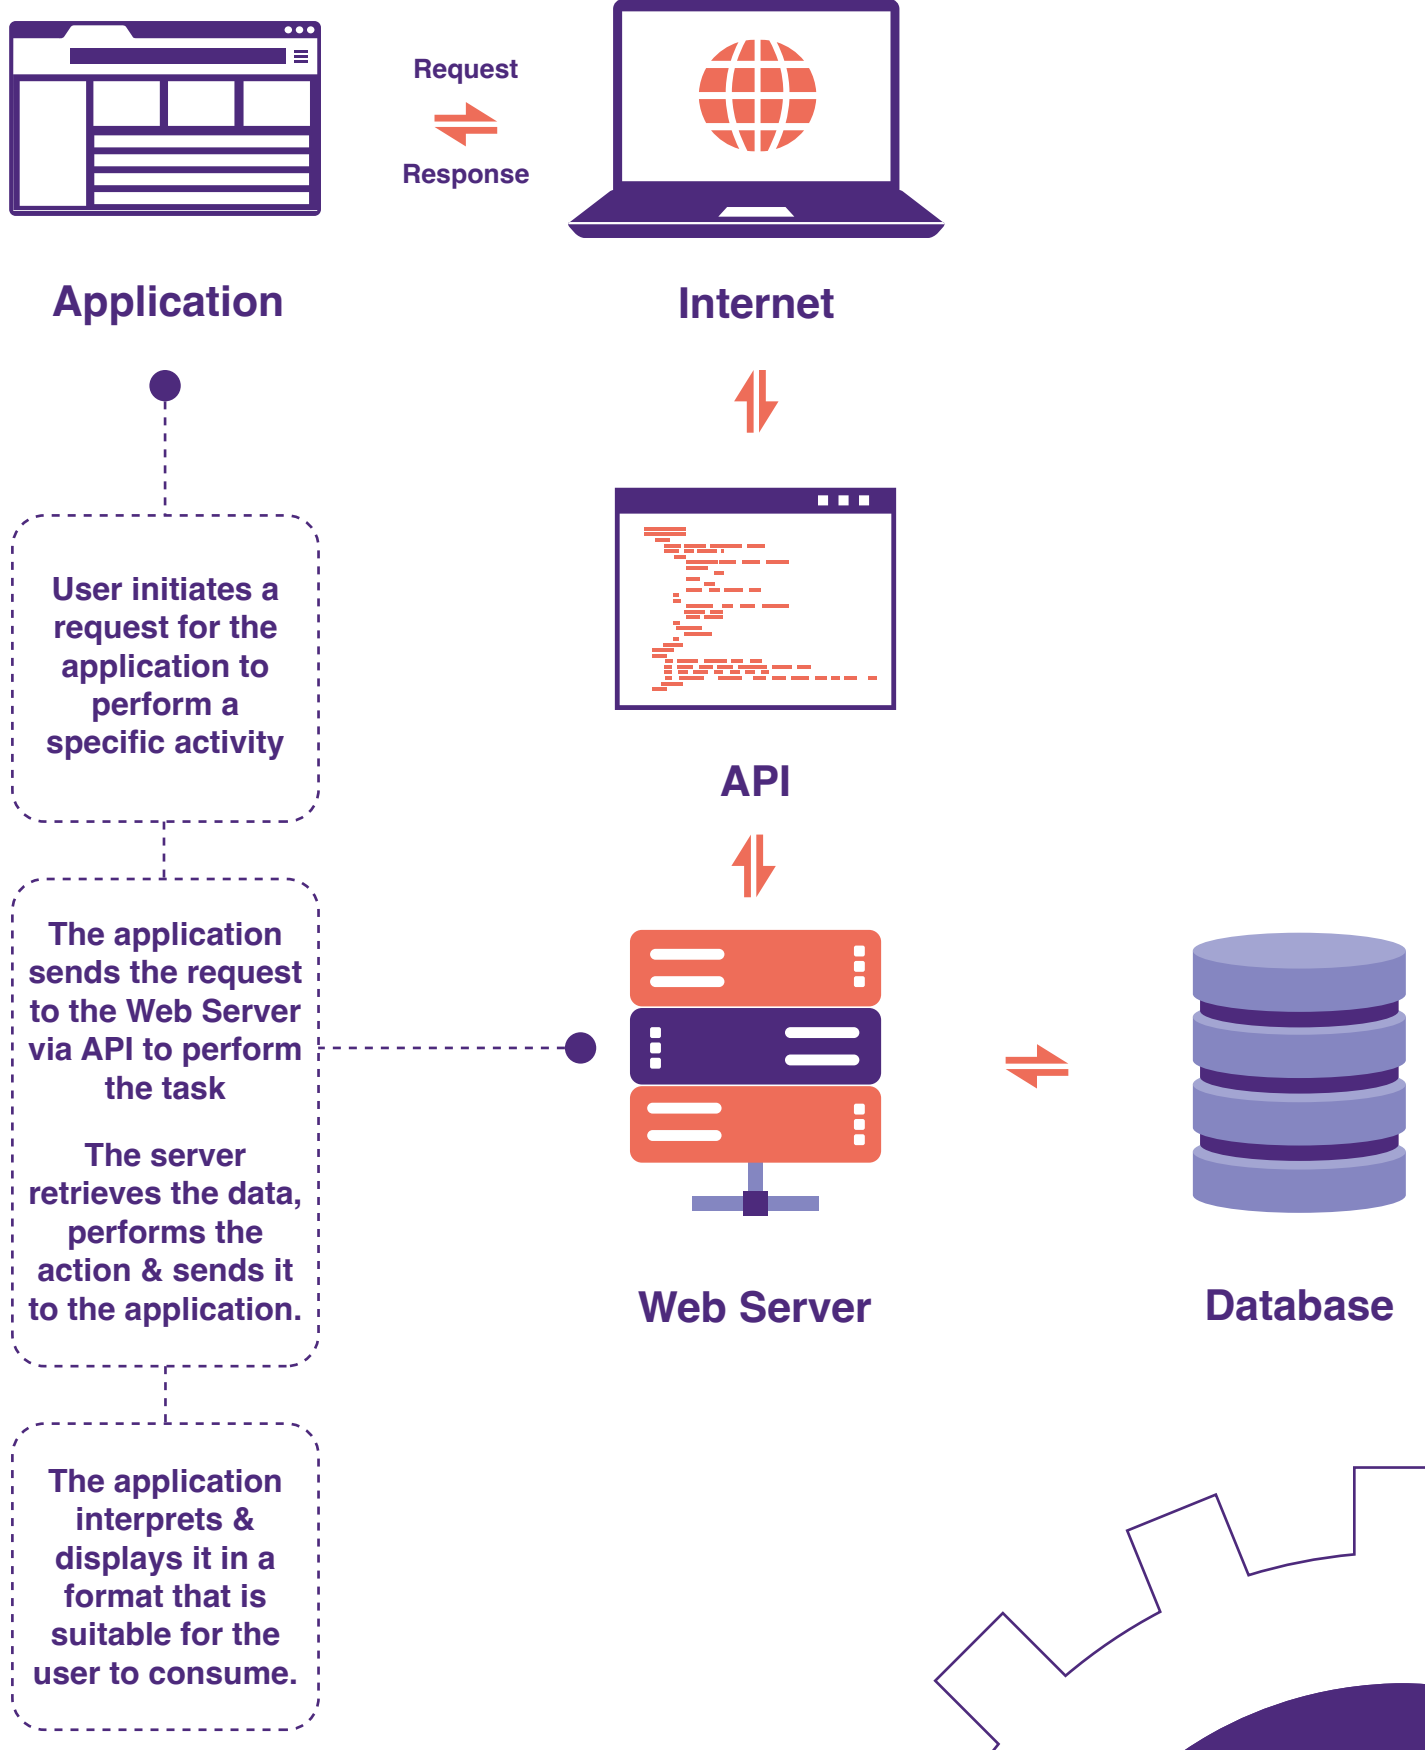 Request
Response
Application
Internet
User initiates a
request for the
application to
perform a
specific activity
API
The application
sends the request
to the Web Server
via API to perform
the task
The server
retrieves the data,
performs the
action & sends it
to the application.
Web Server
Database
The application
interprets &
displays it in a
format that is
suitable for the
user to consume.